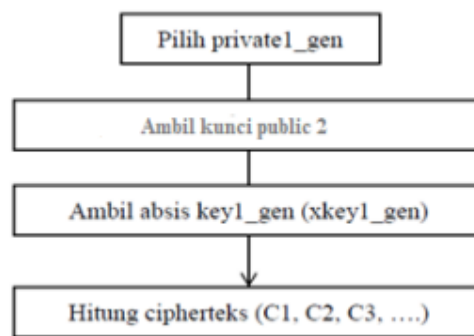 Pilih private1_gen
Ambil kunci public 2
Ambil absis key1_gen (xkey1_gen)
Hitung cipherteks (C1, C2, C3, ....)